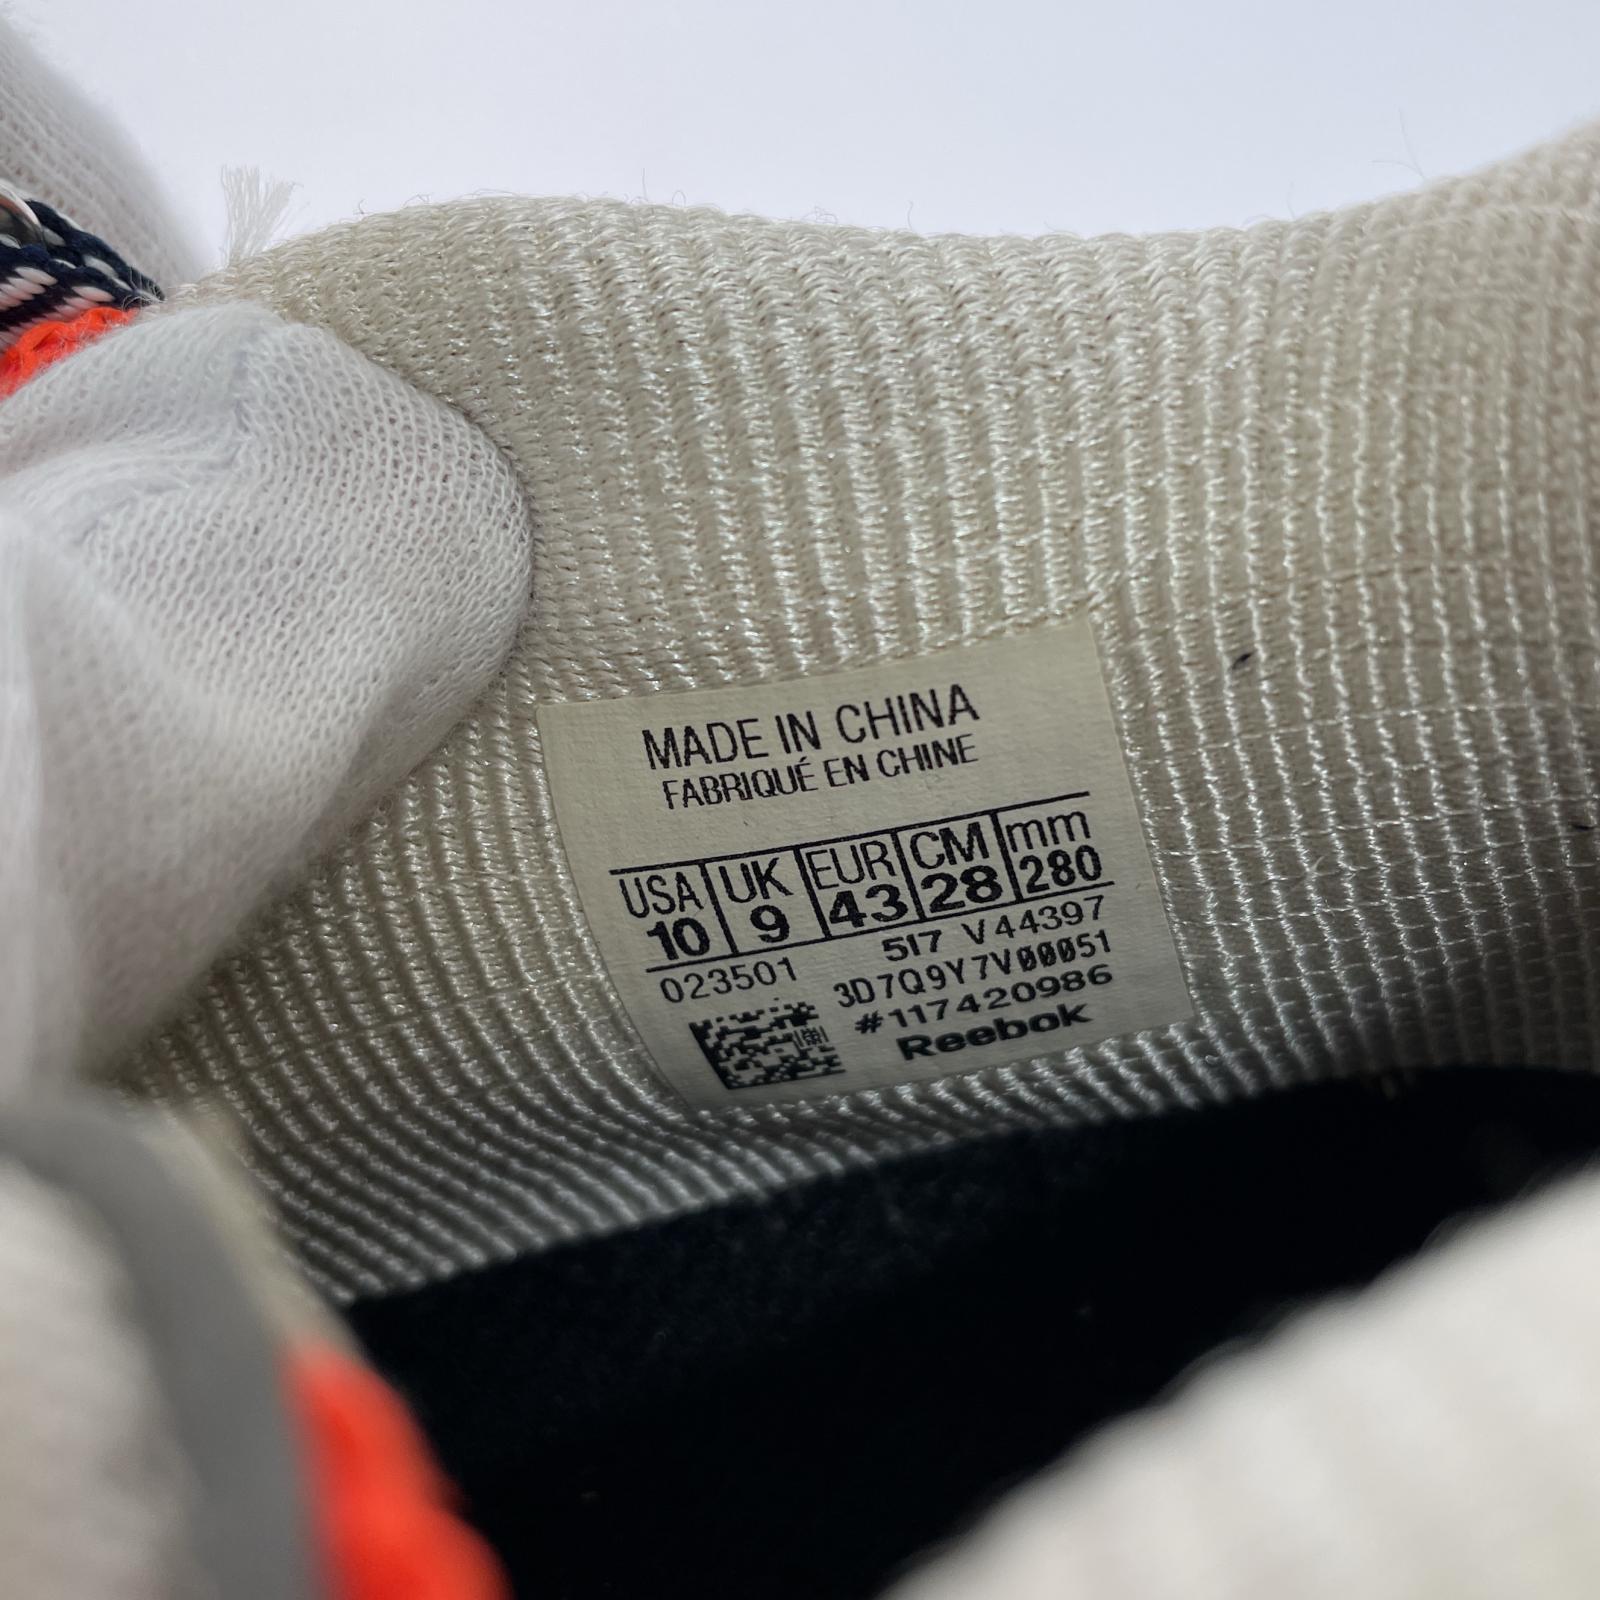 MADE IN CHINA
FABRIQUÉ EN CHINE
USA UK EUR CM mm
10 9 43 28 280
023501 517 V44397
3D7Q9Y7V00051
#117420986
Reebok